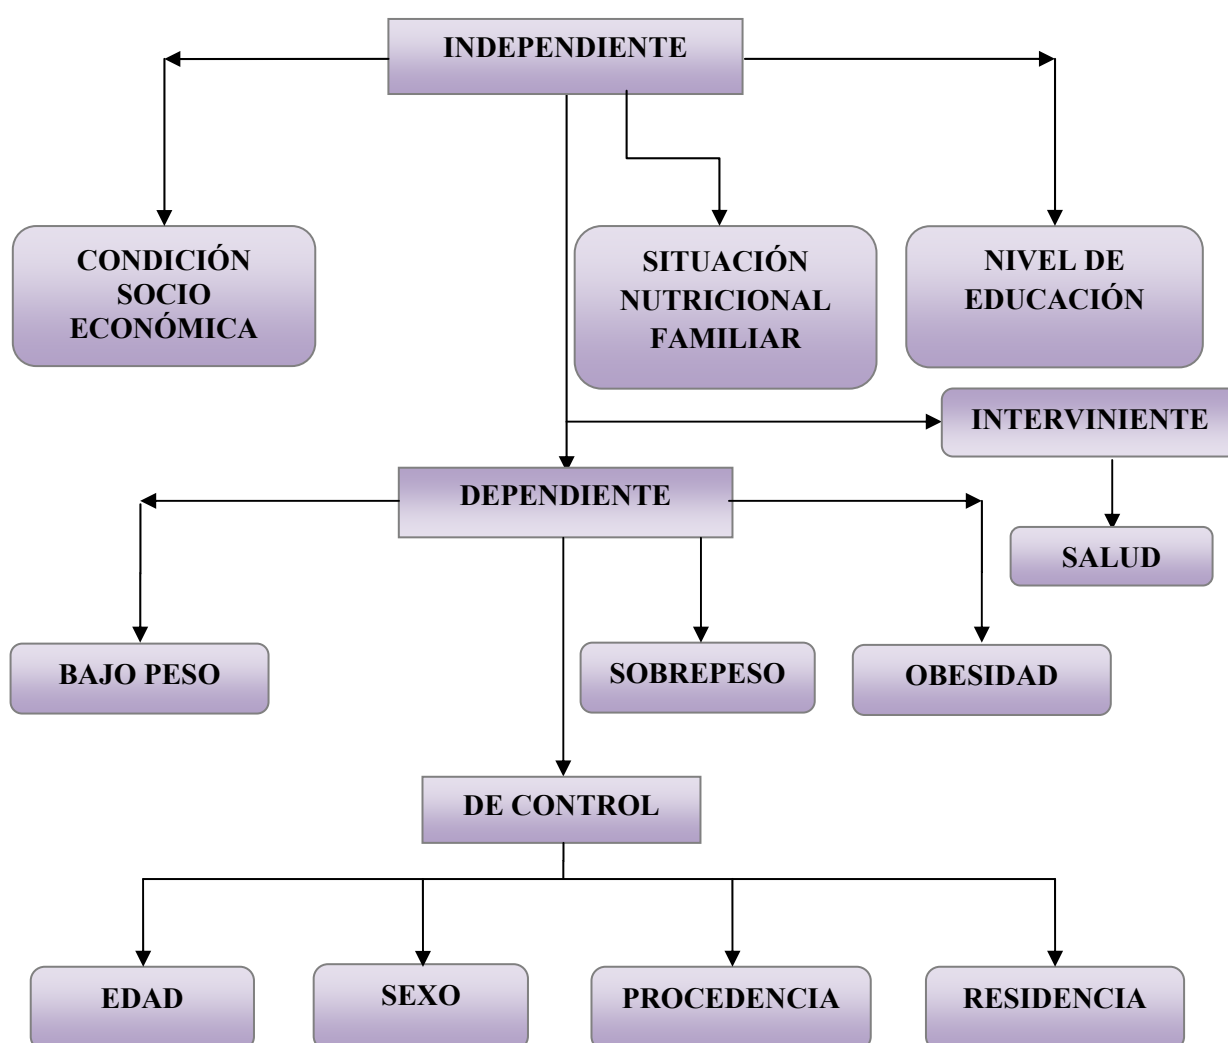 INDEPENDIENTE
CONDICIÓN
SOCIO
ECONÓMICA
SITUACIÓN
NUTRICIONAL
FAMILIAR
NIVEL DE
EDUCACIÓN
INTERVINIENTE
DEPENDIENTE
SALUD
BAJO PESO
SOBREPESO
OBESIDAD
DE CONTROL
EDAD
SEXO
PROCEDENCIA
RESIDENCIA